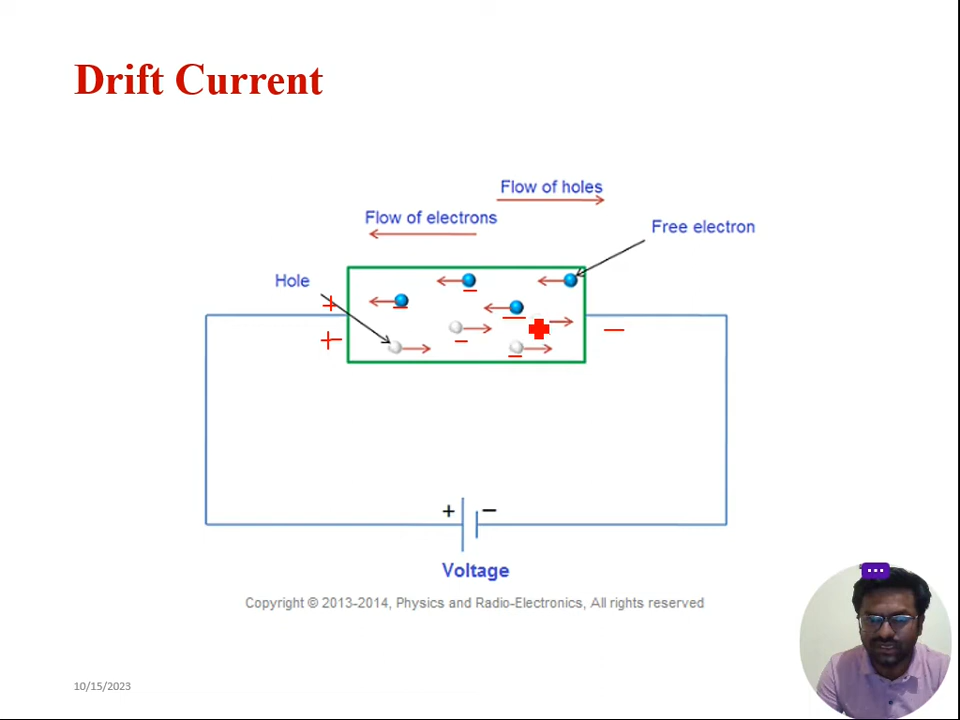 Drift Current
Flow of holes
Flow of electrons
Free electron
Hole
+
+
−
+ −
Voltage
Copyright © 2013-2014, Physics and Radio-Electronics, All rights reserved
10/15/2023